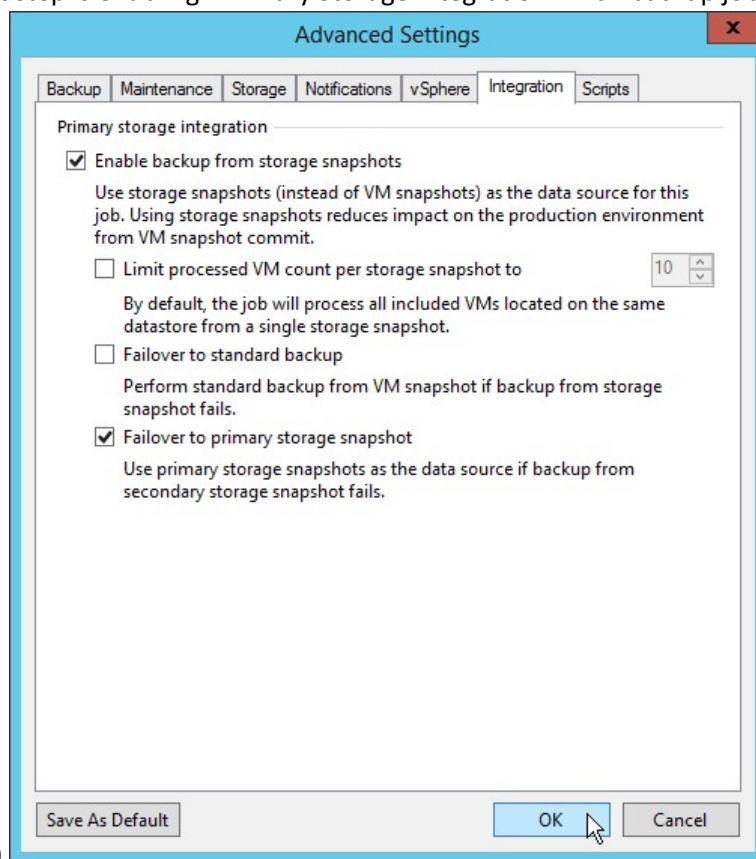 Advanced Settings
x
Backup Maintenance Storage Notifications vSphere Integration Scripts
Primary storage integration
Enable backup from storage snapshots
Use storage snapshots (instead of VM snapshots) as the data source for this
job. Using storage snapshots reduces impact on the production environment
from VM snapshot commit.
Limit processed VM count per storage snapshot to 10
By default, the job will process all included VMs located on the same
datastore from a single storage snapshot.
Failover to standard backup
Perform standard backup from VM snapshot if backup from storage
snapshot fails.
Failover to primary storage snapshot
Use primary storage snapshots as the data source if backup from
secondary storage snapshot fails.
Save As Default OK Cancel
)